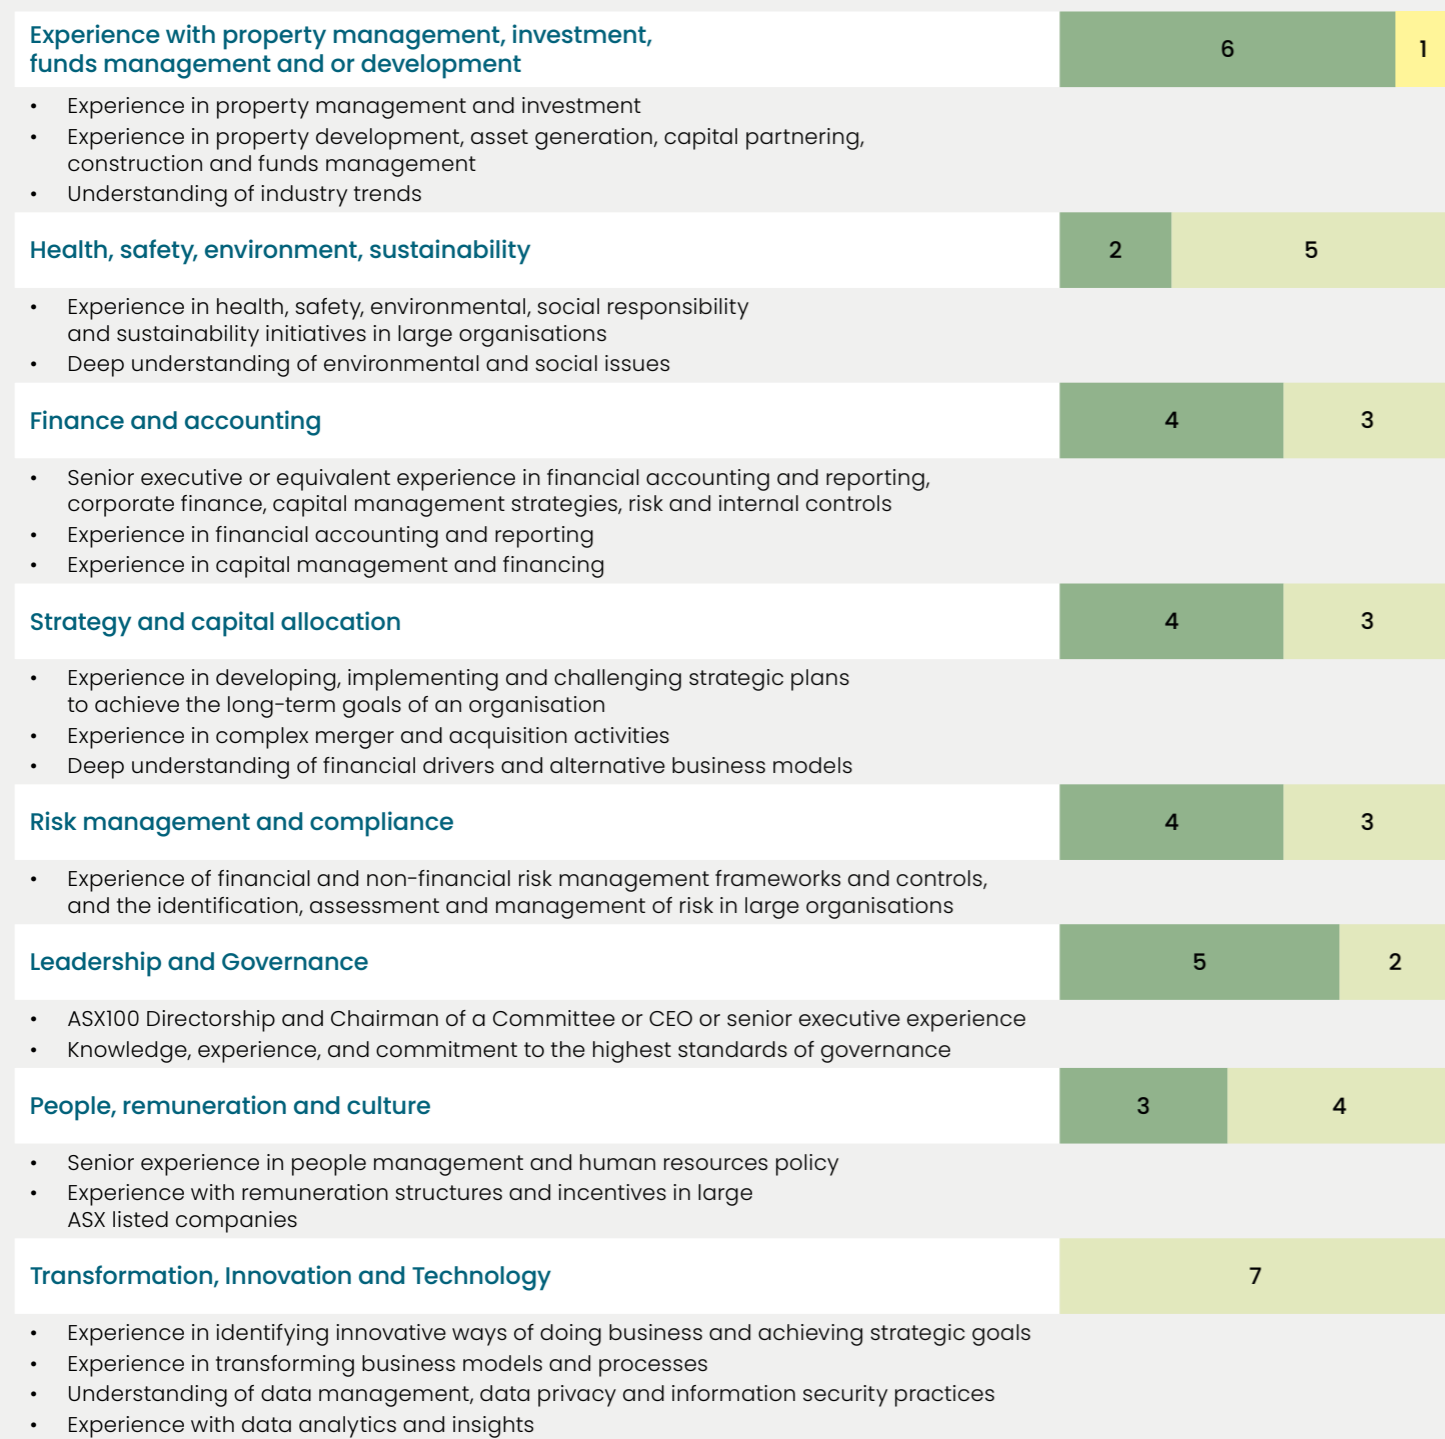 Experience with property management, investment,
funds management and or development
6 1
• Experience in property management and investment
• Experience in property development, asset generation, capital partnering,
construction and funds management
• Understanding of industry trends
Health, safety, environment, sustainability
2 5
• Experience in health, safety, environmental, social responsibility
and sustainability initiatives in large organisations
• Deep understanding of environmental and social issues
Finance and accounting
4 3
• Senior executive or equivalent experience in financial accounting and reporting,
corporate finance, capital management strategies, risk and internal controls
• Experience in financial accounting and reporting
• Experience in capital management and financing
Strategy and capital allocation
4 3
• Experience in developing, implementing and challenging strategic plans
to achieve the long-term goals of an organisation
• Experience in complex merger and acquisition activities
• Deep understanding of financial drivers and alternative business models
Risk management and compliance
4 3
• Experience of financial and non-financial risk management frameworks and controls,
and the identification, assessment and management of risk in large organisations
Leadership and Governance
5 2
• ASX100 Directorship and Chairman of a Committee or CEO or senior executive experience
• Knowledge, experience, and commitment to the highest standards of governance
People, remuneration and culture
3 4
• Senior experience in people management and human resources policy
• Experience with remuneration structures and incentives in large
ASX listed companies
Transformation, Innovation and Technology
7
• Experience in identifying innovative ways of doing business and achieving strategic goals
• Experience in transforming business models and processes
• Understanding of data management, data privacy and information security practices
• Experience with data analytics and insights